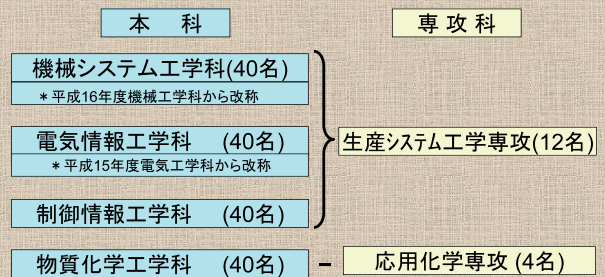 本　科
専 攻 科
機械システム工学科(40名)
＊平成16年度機械工学科から改称
電気情報工学科　(40名)
＊平成15年度電気工学科から改称
生産ｼｽﾃﾑ工学専攻(12名)
制御情報工学科　(40名)
物質化学工学科　(40名)
応用化学専攻 (4名)